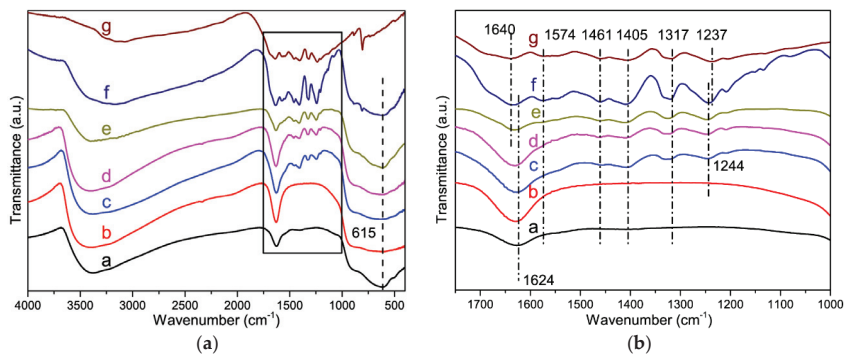 g
f
e
d
c
b
a
615
Transmittance (a.u.)
4000 3500 3000 2500 2000 1500 1000 500
Wavenumber (cm-1)
(a)
1640 1574 1461 1405 1317 1237
g
f
e
d
c
1244
b
a
1624
Transmittance (a.u.)
1700 1600 1500 1400 1300 1200 1100 1000
Wavenumber (cm-1)
(b)